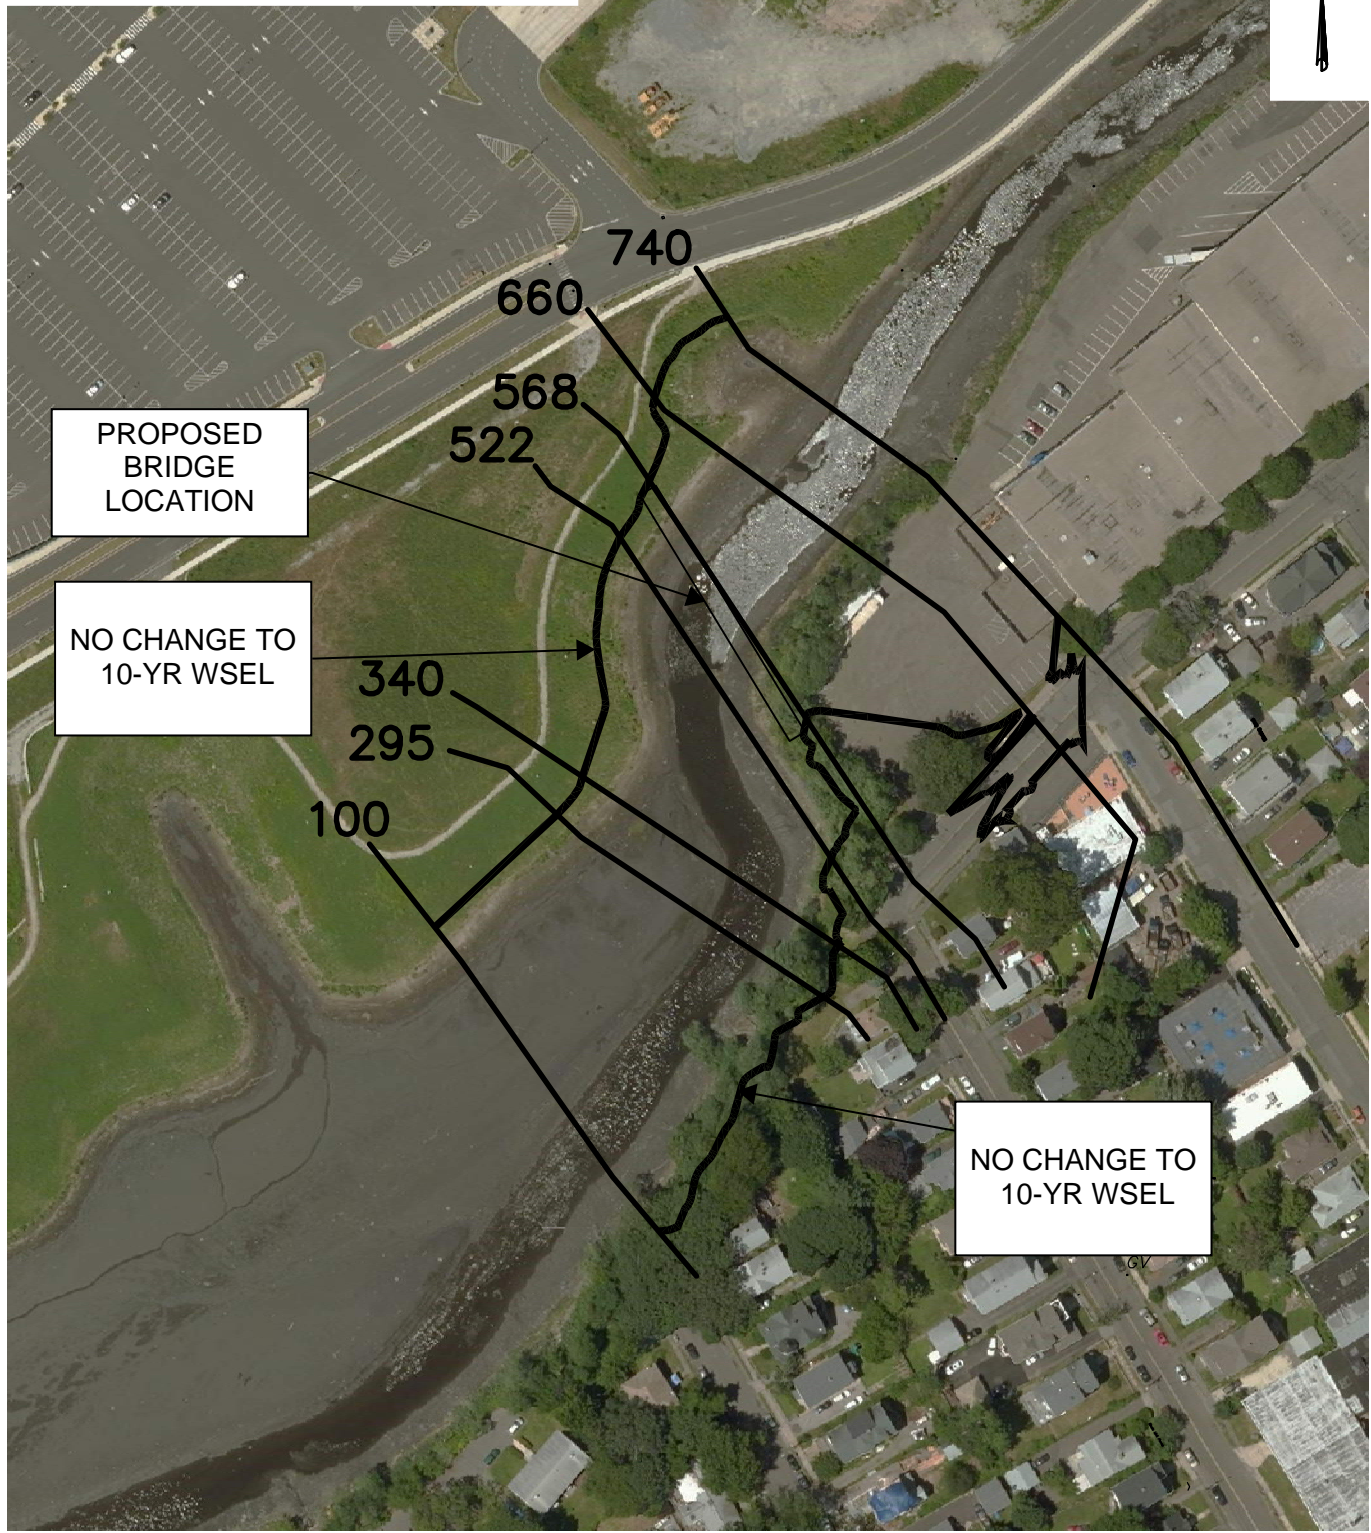 740
660
568
522
PROPOSED
BRIDGE
LOCATION
NO CHANGE TO
10-YR WSEL
340
295
100
NO CHANGE TO
10-YR WSEL
GV